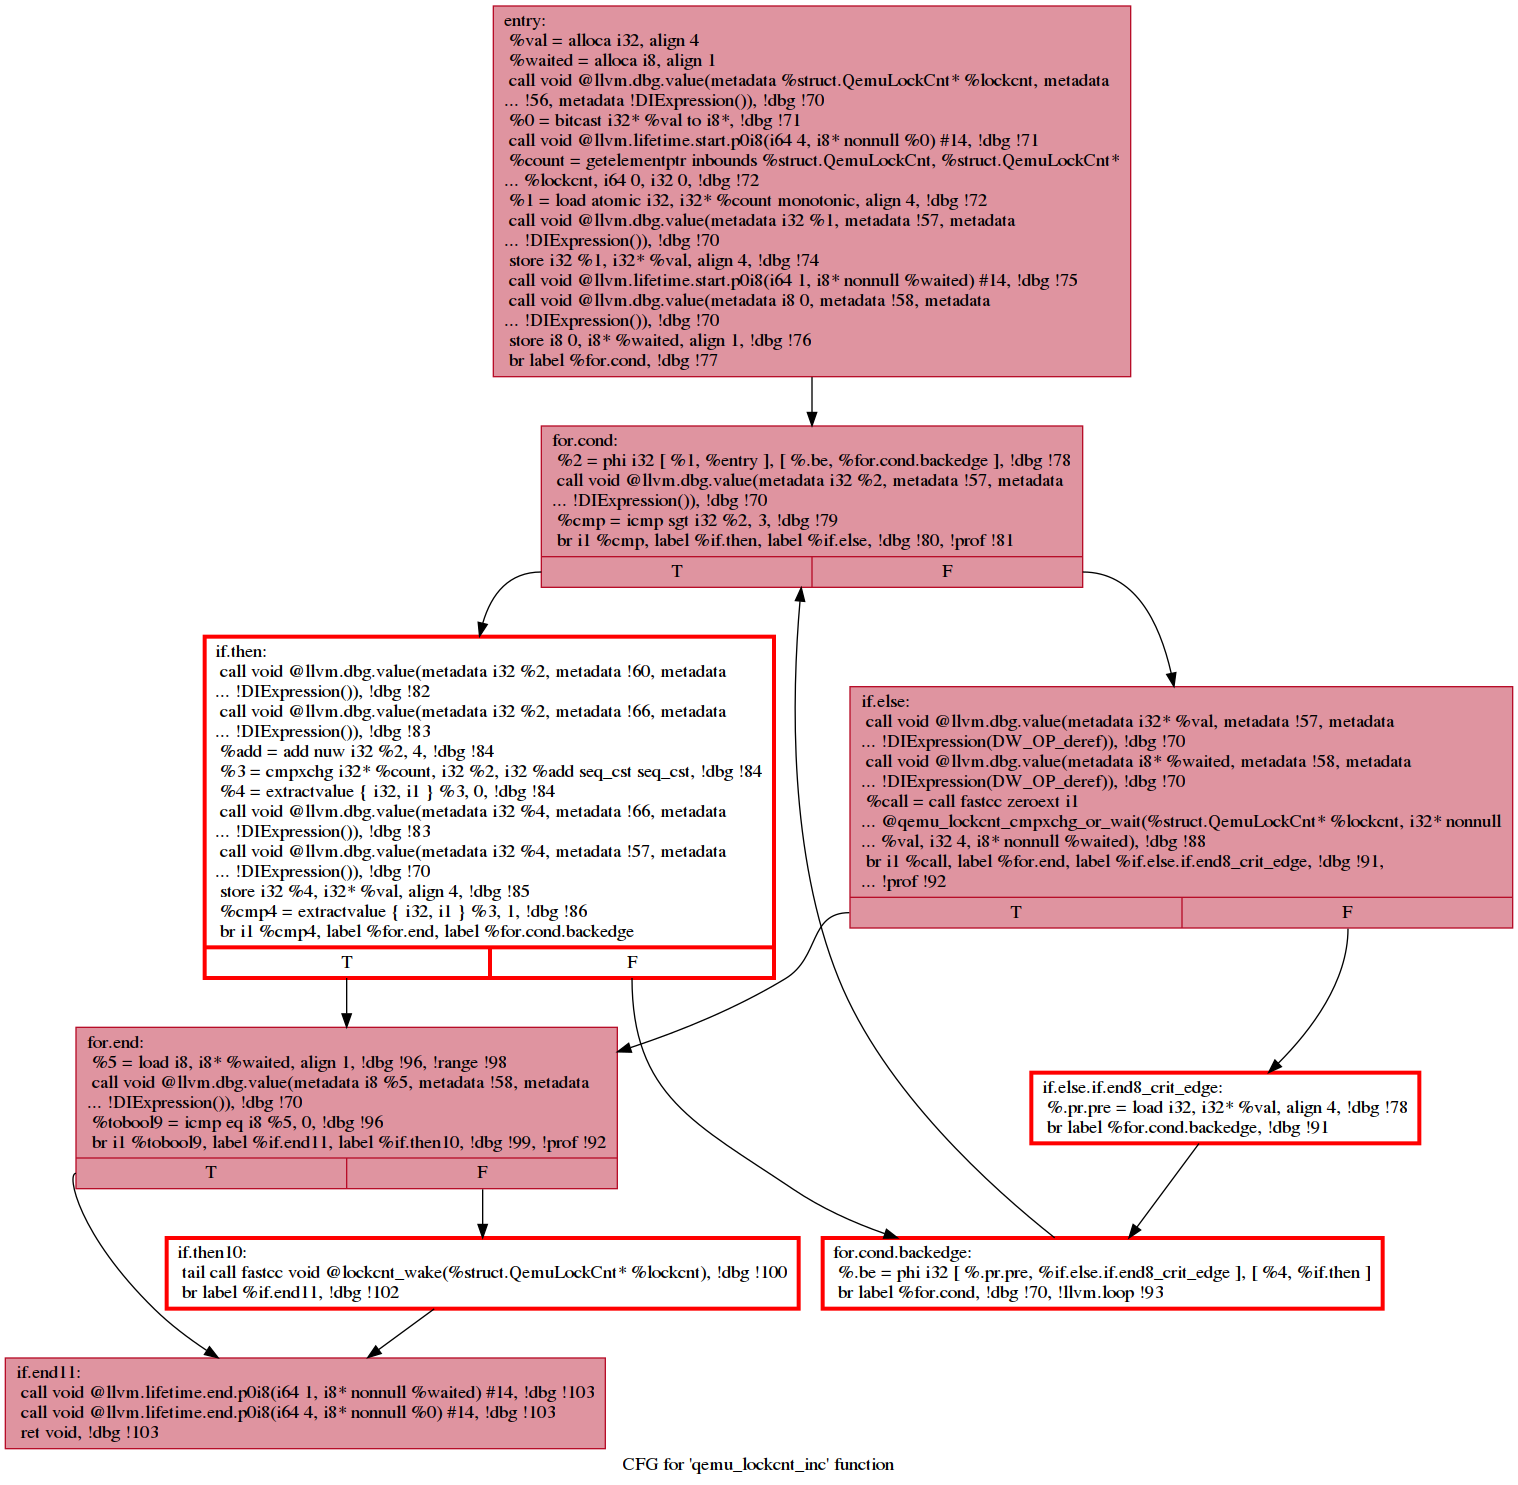 entry:
%val = alloca i32, align 4
%waited = alloca i8, align 1
call void @llvm.dbg.value(metadata %struct.QemuLockCnt* %lockcnt, metadata
... !56, metadata !DIExpression()), !dbg !70
%0 = bitcast i32* %val to i8*, !dbg !71
call void @llvm.lifetime.start.p0i8(i64 4, i8* nonnull %0) #14, !dbg !71
%count = getelementptr inbounds %struct.QemuLockCnt, %struct.QemuLockCnt*
... %lockcnt, i64 0, i32 0, !dbg !72
%1 = load atomic i32, i32* %count monotonic, align 4, !dbg !72
call void @llvm.dbg.value(metadata i32 %1, metadata !57, metadata
... !DIExpression()), !dbg !70
store i32 %1, i32* %val, align 4, !dbg !74
call void @llvm.lifetime.start.p0i8(i64 1, i8* nonnull %waited) #14, !dbg !75
call void @llvm.dbg.value(metadata i8 0, metadata !58, metadata
... !DIExpression()), !dbg !70
store i8 0, i8* %waited, align 1, !dbg !76
br label %for.cond, !dbg !77
for.cond:
%2 = phi i32 [ %1, %entry ], [ %.be, %for.cond.backedge ], !dbg !78
call void @llvm.dbg.value(metadata i32 %2, metadata !57, metadata
... !DIExpression()), !dbg !70
%cmp = icmp sgt i32 %2, 3, !dbg !79
br i1 %cmp, label %if.then, label %if.else, !dbg !80, !prof !81
T F
if.then:
call void @llvm.dbg.value(metadata i32 %2, metadata !60, metadata
... !DIExpression()), !dbg !82
call void @llvm.dbg.value(metadata i32 %2, metadata !66, metadata
... !DIExpression()), !dbg !83
%add = add nuw i32 %2, 4, !dbg !84
%3 = cmpxchg i32* %count, i32 %2, i32 %add seq_cst seq_cst, !dbg !84
%4 = extractvalue { i32, i1 } %3, 0, !dbg !84
call void @llvm.dbg.value(metadata i32 %4, metadata !66, metadata
... !DIExpression()), !dbg !83
call void @llvm.dbg.value(metadata i32 %4, metadata !57, metadata
... !DIExpression()), !dbg !70
store i32 %4, i32* %val, align 4, !dbg !85
%cmp4 = extractvalue { i32, i1 } %3, 1, !dbg !86
br i1 %cmp4, label %for.end, label %for.cond.backedge
T F
if.else:
call void @llvm.dbg.value(metadata i32* %val, metadata !57, metadata
... !DIExpression(DW_OP_deref)), !dbg !70
call void @llvm.dbg.value(metadata i8* %waited, metadata !58, metadata
... !DIExpression(DW_OP_deref)), !dbg !70
%call = call fastcc zeroext i1
... @qemu_lockcnt_cmpxchg_or_wait(%struct.QemuLockCnt* %lockcnt, i32* nonnull
... %val, i32 4, i8* nonnull %waited), !dbg !88
br i1 %call, label %for.end, label %if.else.if.end8_crit_edge, !dbg !91,
... !prof !92
T F
for.end:
%5 = load i8, i8* %waited, align 1, !dbg !96, !range !98
call void @llvm.dbg.value(metadata i8 %5, metadata !58, metadata
... !DIExpression()), !dbg !70
%tobool9 = icmp eq i8 %5, 0, !dbg !96
br i1 %tobool9, label %if.end11, label %if.then10, !dbg !99, !prof !92
T F
if.else.if.end8_crit_edge:
%.pr.pre = load i32, i32* %val, align 4, !dbg !78
br label %for.cond.backedge, !dbg !91
if.then10:
tail call fastcc void @lockcnt_wake(%struct.QemuLockCnt* %lockcnt), !dbg !100
br label %if.end11, !dbg !102
for.cond.backedge:
%.be = phi i32 [ %.pr.pre, %if.else.if.end8_crit_edge ], [ %4, %if.then ]
br label %for.cond, !dbg !70, !llvm.loop !93
if.end11:
call void @llvm.lifetime.end.p0i8(i64 1, i8* nonnull %waited) #14, !dbg !103
call void @llvm.lifetime.end.p0i8(i64 4, i8* nonnull %0) #14, !dbg !103
ret void, !dbg !103
CFG for 'qemu_lockcnt_inc' function